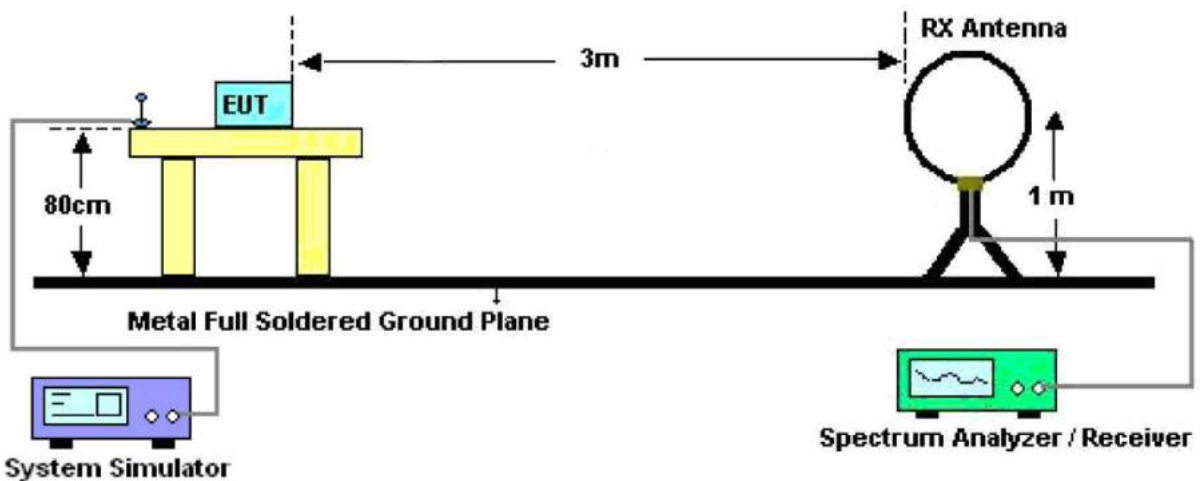 RX Antenna
3m
EUT
80cm
1 m
Metal Full Soldered Ground Plane
System Simulator
Spectrum Analyzer / Receiver